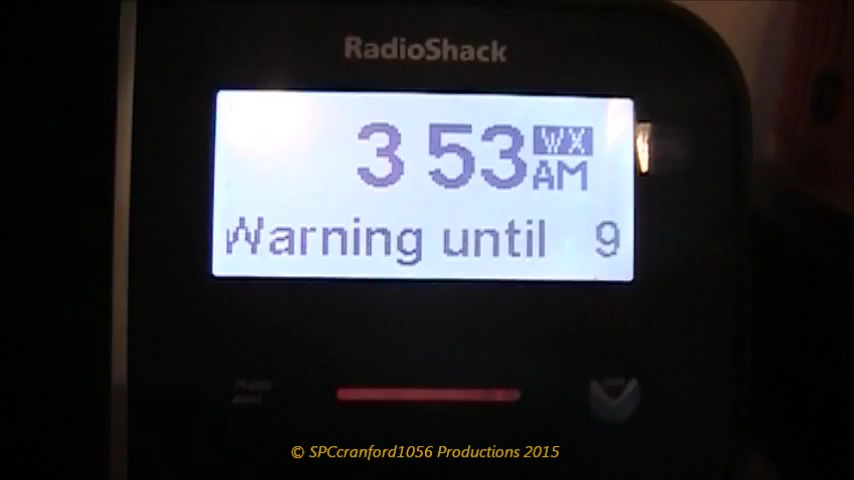 RadioShack
3 53 WX
AM
Warning until 9
© SPCcranford1056 Productions 2015